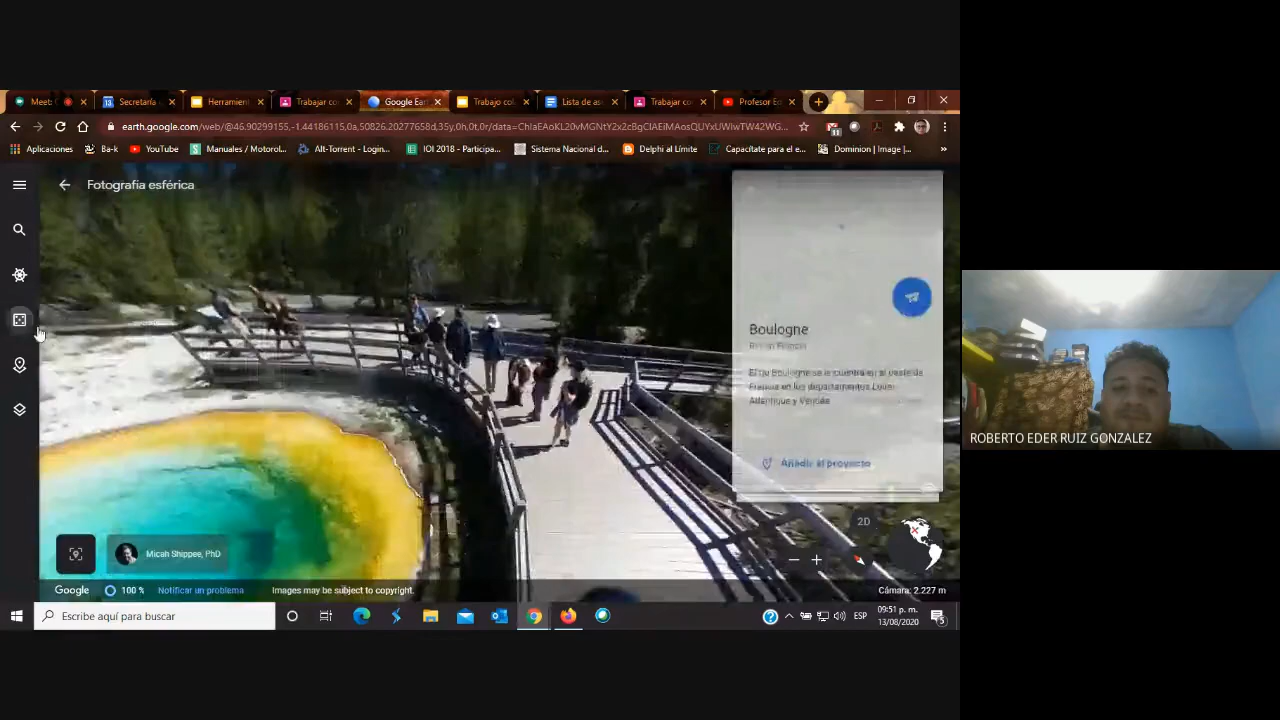 Meet:
Secretaría
Herramien
Trabajar co
Google Ear
Trabajo col
Lista de as
Trabajar co
Profesor Ed
earth.google.com/web/@46.90299155,-1.44186115,0a,50826.20277658d,35y,0h,0t,0r/data=
Aplicaciones
Ba-k
YouTube
Manuales / Motorol...
Alt-Torrent - Login...
IOI 2018 - Participa...
Sistema Nacional d...
Delphi al Límite
Capacítate para el e...
Dominion | Image |...
»
Fotografía esférica
Boulogne
Añadir al proyecto
2D
Micah Shippee, PhD
Google
100 %
Notificar un problema
Images may be subject to copyright.
Cámara: 2.227 m
Escribe aquí para buscar
ESP
09:51 p. m.
13/08/2020
5
ROBERTO EDER RUIZ GONZALEZ